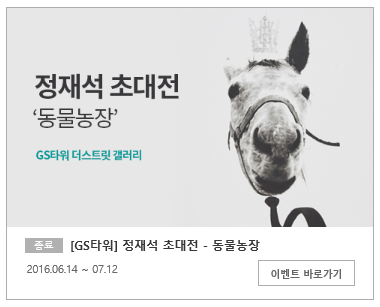 정재석 초대전
‘동물농장’
GS타워 더스트릿 갤러리
종료 [GS타워] 정재석 초대전 - 동물농장
2016.06.14 ~ 07.12
이벤트 바로가기